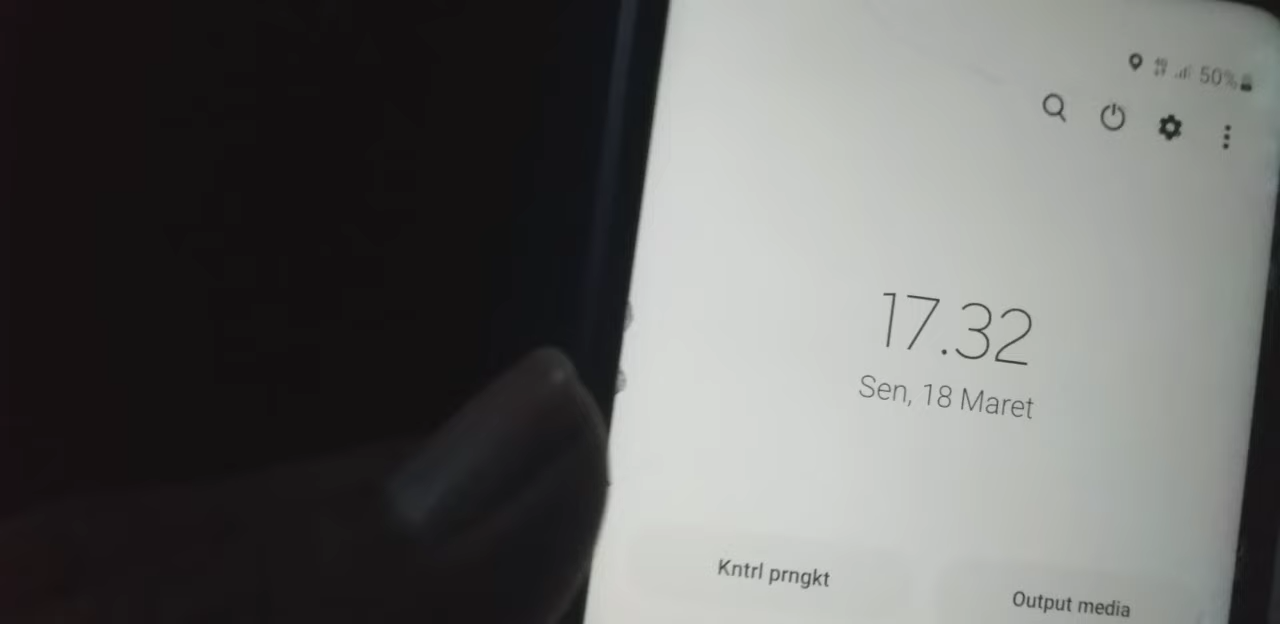 50%
17.32
Sen, 18 Maret
Kntrl prngkt
Output media